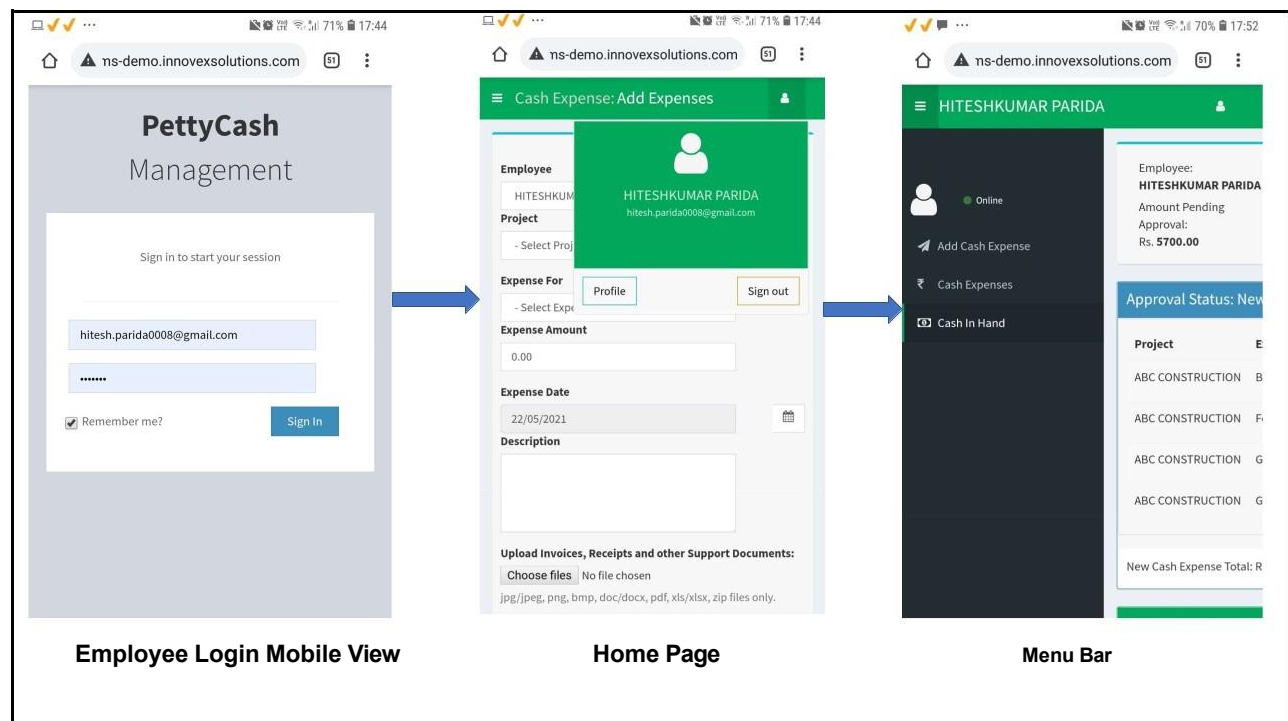 71% 17:44
ns-demo.innovexsolutions.com 51
PettyCash
Management
Sign in to start your session
hitesh.parida0008@gmail.com
•••••••
Remember me?
Sign In
Employee Login Mobile View
71% 17:44
ns-demo.innovexsolutions.com 51
Cash Expense: Add Expenses
Employee
HITESHKUM
HITESHKUMAR PARIDA
hitesh.parida0008@gmail.com
Project
- Select Proj
Expense For
Profile
Sign out
- Select Expe
Expense Amount
0.00
Expense Date
22/05/2021
Description
Upload Invoices, Receipts and other Support Documents:
Choose files No file chosen
jpg/jpeg, png, bmp, doc/docx, pdf, xls/xlsx, zip files only.
Home Page
70% 17:52
ns-demo.innovexsolutions.com 51
HITESHKUMAR PARIDA
Online
Add Cash Expense
₹ Cash Expenses
Cash In Hand
Employee:
HITESHKUMAR PARIDA
Amount Pending
Approval:
Rs. 5700.00
Approval Status: New
Project E
ABC CONSTRUCTION B
ABC CONSTRUCTION F
ABC CONSTRUCTION G
ABC CONSTRUCTION G
New Cash Expense Total: R
Menu Bar